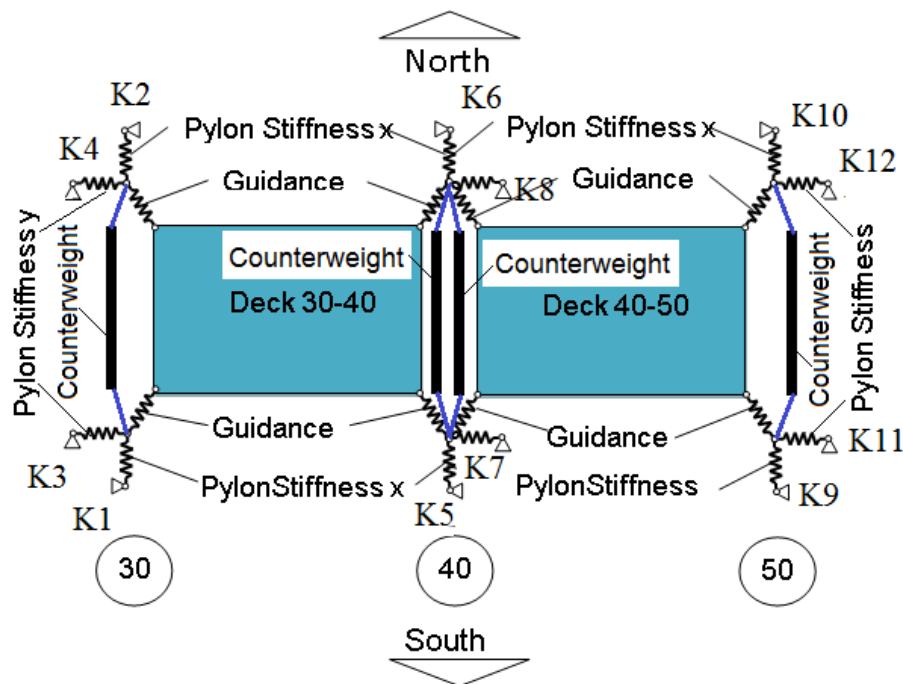 North
K2
K6
K10
Pylon Stiffness x
Pylon Stiffness x
K4
K12
Guidance
Guidance
K8
Pylon Stiffness y
Counterweight
Counterweight
Counterweight
Deck 30-40
Deck 40-50
Counterweight
Pylon Stiffness
Guidance
Guidance
K3
K7
K11
PylonStiffness x
PylonStiffness
K1
K5
K9
30
40
50
South